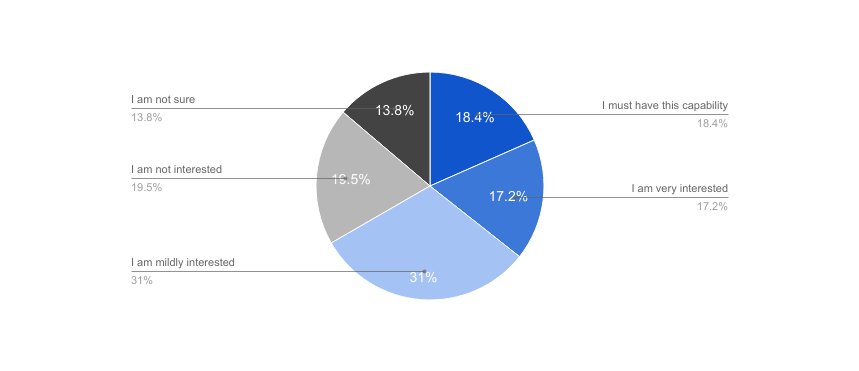 I am not sure
13.8%
I am not interested
19.5%
I am mildly interested
31%
13.8%
18.4%
19.5%
17.2%
31%
I must have this capability
18.4%
I am very interested
17.2%